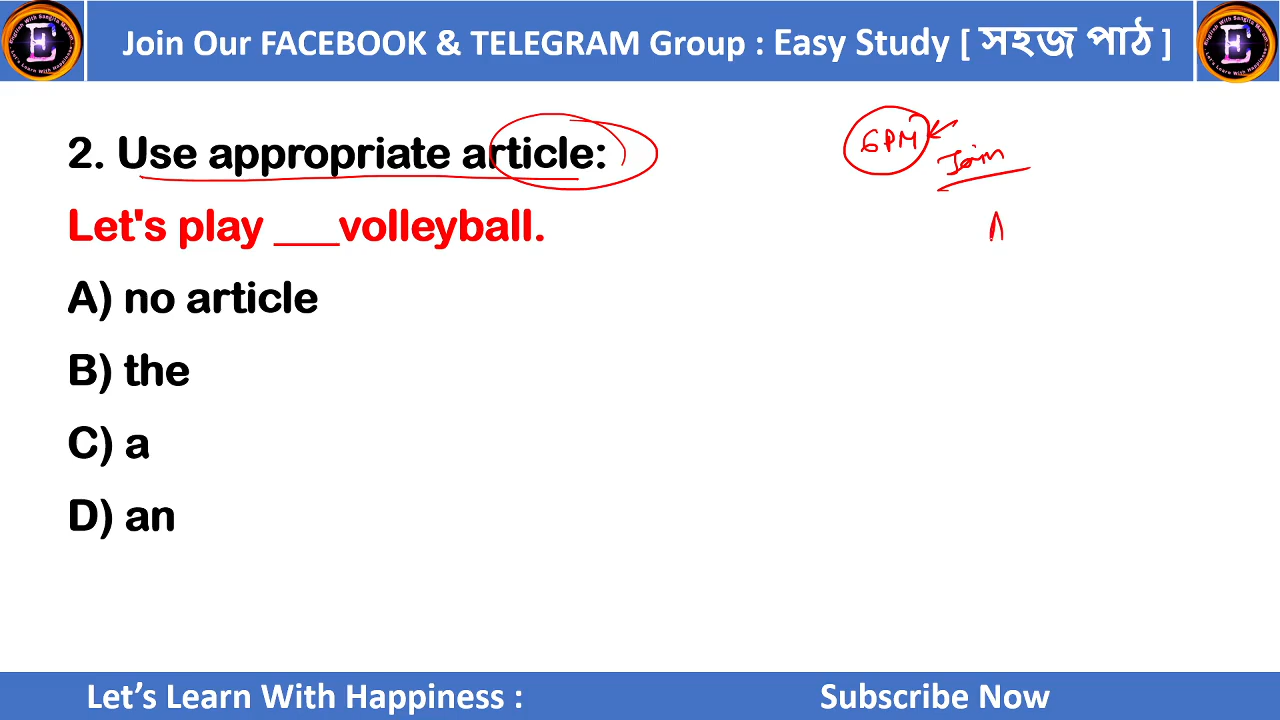 Join Our FACEBOOK & TELEGRAM Group : Easy Study [ সহজ পাঠ ]
2. Use appropriate article:
6PM
Join
Let's play ___volleyball.
A) no article
B) the
C) a
D) an
Let’s Learn With Happiness :
Subscribe Now